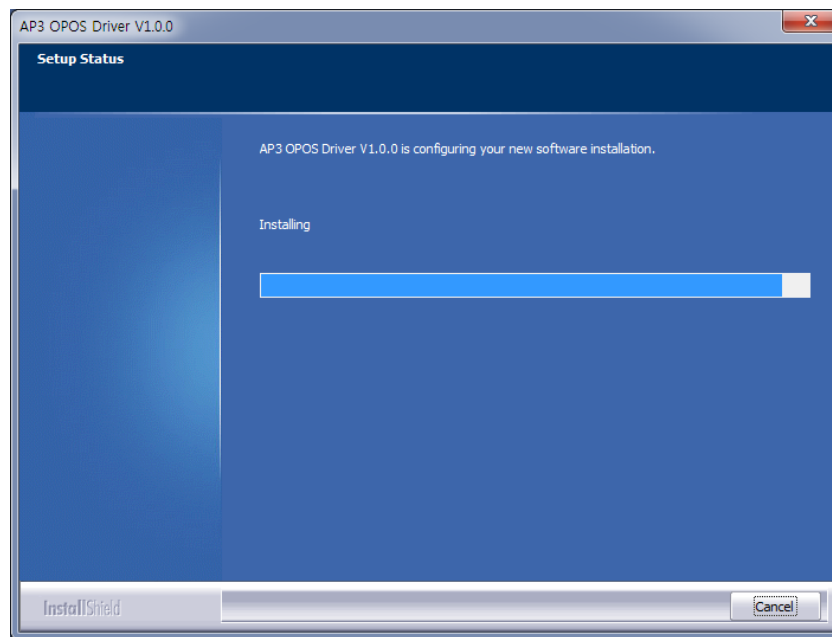 AP3 OPOS Driver V1.0.0
Setup Status
AP3 OPOS Driver V1.0.0 is configuring your new software installation.
Installing
InstallShield
Cancel